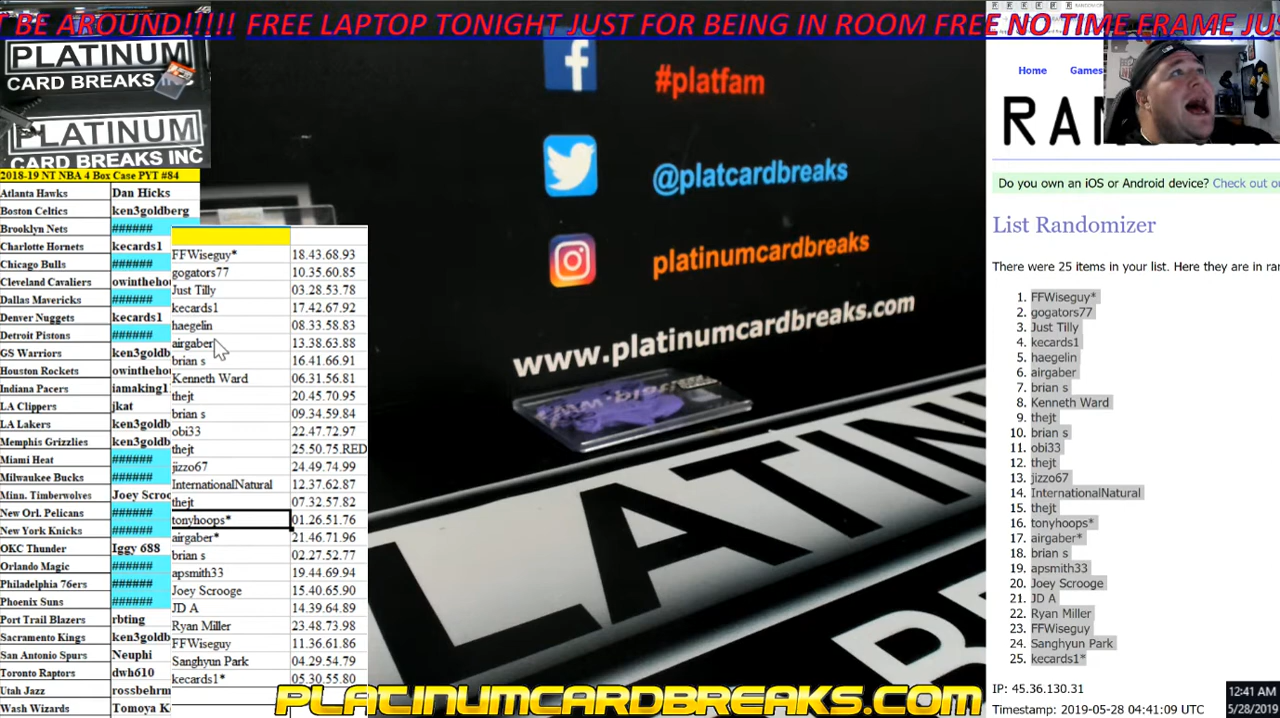 T BE AROUND!!!!! FREE LAPTOP TONIGHT JUST FOR BEING IN ROOM FREE NO TIME FRAME JUS
PLATINUM
CARD BREAKS INC
PLATINUM
CARD BREAKS INC
2018-19 NT NBA 4 Box Case PYT #84
Atlanta Hawks Dan Hicks
Boston Celtics ken3goldberg
Brooklyn Nets ######
Charlotte Hornets kecards1
Chicago Bulls ######
Cleveland Cavaliers owinthehou
Dallas Mavericks ######
Denver Nuggets kecards1
Detroit Pistons ######
GS Warriors ken3goldb
Houston Rockets owinthehou
Indiana Pacers iamaking1
LA Clippers jkat
LA Lakers ken3goldb
Memphis Grizzlies ken3goldb
Miami Heat ######
Milwaukee Bucks ######
Minn. Timberwolves Joey Scroo
New Orl. Pelicans ######
New York Knicks ######
OKC Thunder Iggy 688
Orlando Magic ######
Philadelphia 76ers ######
Phoenix Suns ######
Port Trail Blazers rbting
Sacramento Kings ken3goldb
San Antonio Spurs Neuphi
Toronto Raptors dwh610
Utah Jazz rossbehrm
Wash Wizards Tomoya K
FFWiseguy* 18.43.68.93
gogators77 10.35.60.85
Just Tilly 03.28.53.78
kecards1 17.42.67.92
haegelin 08.33.58.83
airgaber 13.38.63.88
brian s 16.41.66.91
Kenneth Ward 06.31.56.81
thejt 20.45.70.95
brian s 09.34.59.84
obi33 22.47.72.97
thejt 25.50.75.RED
jizzo67 24.49.74.99
InternationalNatural 12.37.62.87
thejt 07.32.57.82
tonyhoops* 01.26.51.76
airgaber* 21.46.71.96
brian s 02.27.52.77
apsmith33 19.44.69.94
Joey Scrooge 15.40.65.90
JD A 14.39.64.89
Ryan Miller 23.48.73.98
FFWiseguy 11.36.61.86
Sanghyun Park 04.29.54.79
kecards1* 05.30.55.80
#platfam
@platcardbreaks
platinumcardbreaks
www.platinumcardbreaks.com
PLATINUMCARDBREAKS.COM
Home Games
RA
Do you own an iOS or Android device? Check out ou
List Randomizer
There were 25 items in your list. Here they are in ran
1. FFWiseguy*
2. gogators77
3. Just Tilly
4. kecards1
5. haegelin
6. airgaber
7. brian s
8. Kenneth Ward
9. thejt
10. brian s
11. obi33
12. thejt
13. jizzo67
14. InternationalNatural
15. thejt
16. tonyhoops*
17. airgaber*
18. brian s
19. apsmith33
20. Joey Scrooge
21. JD A
22. Ryan Miller
23. FFWiseguy
24. Sanghyun Park
25. kecards1*
IP: 45.36.130.31
Timestamp: 2019-05-28 04:41:09 UTC
12:41 AM
5/28/2019